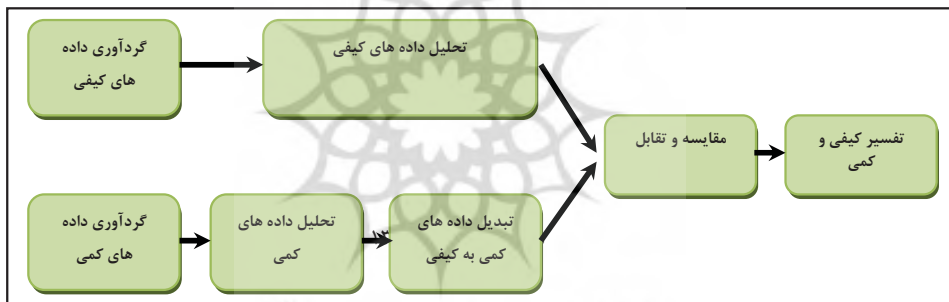 گردآوری داده
های کیفی
تحلیل داده های کیفی
مقایسه و تقابل
تفسیر کیفی و
کمی
گردآوری داده
های کمی
تحلیل داده های
کمی
تبدیل داده های
کمی به کیفی